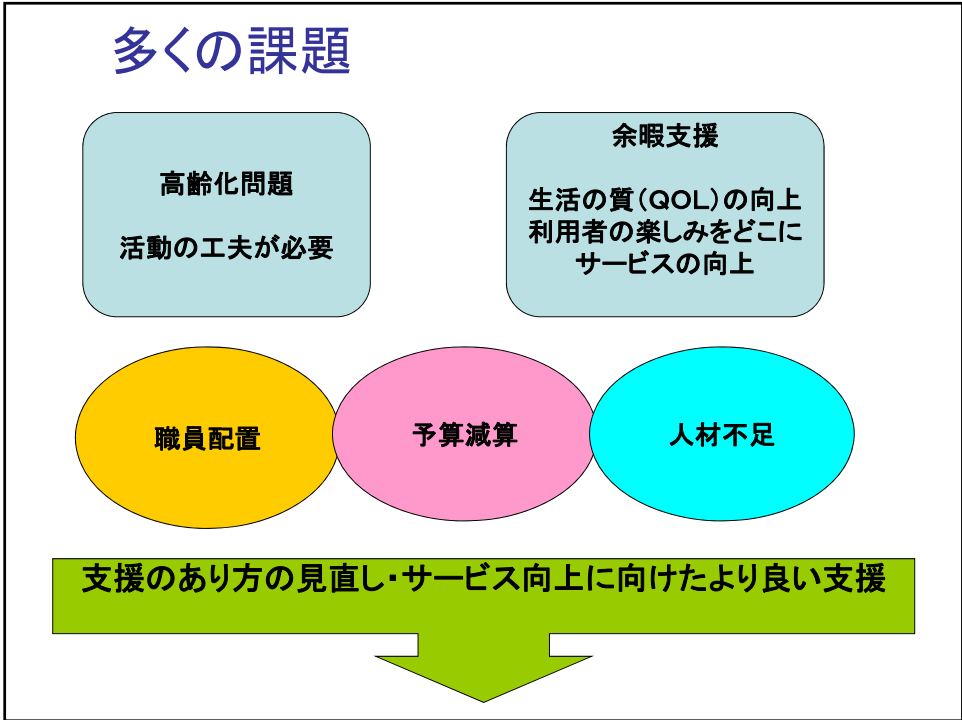 多くの課題
高齢化問題
活動の工夫が必要
余暇支援
生活の質(QOL)の向上
利用者の楽しみをどこに
サービスの向上
職員配置
予算減算
人材不足
支援のあり方の見直し・サービス向上に向けたより良い支援